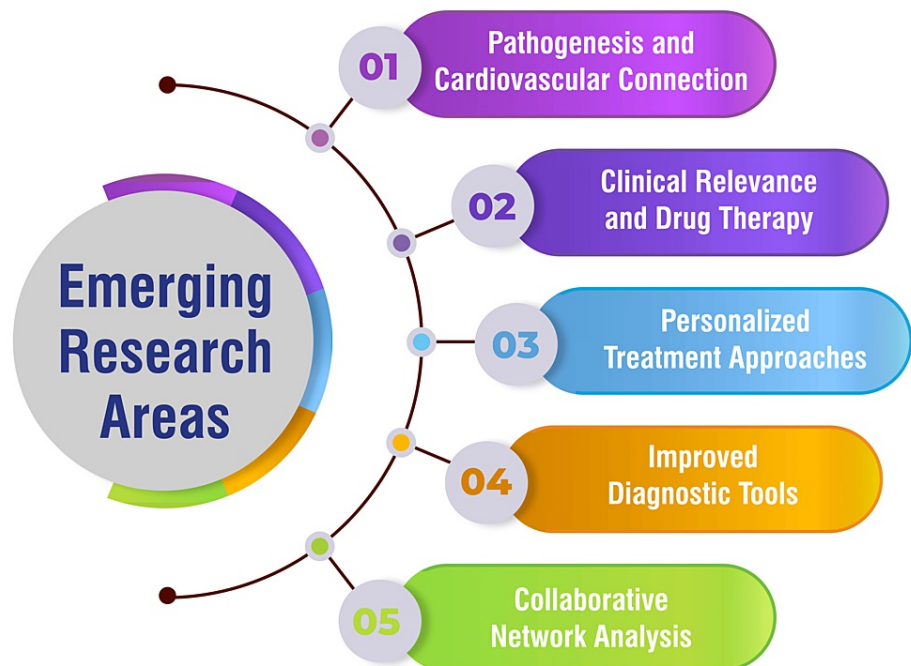 Emerging
Research
Areas
01
Pathogenesis and
Cardiovascular Connection
02
Clinical Relevance
and Drug Therapy
03
Personalized
Treatment Approaches
04
Improved
Diagnostic Tools
05
Collaborative
Network Analysis